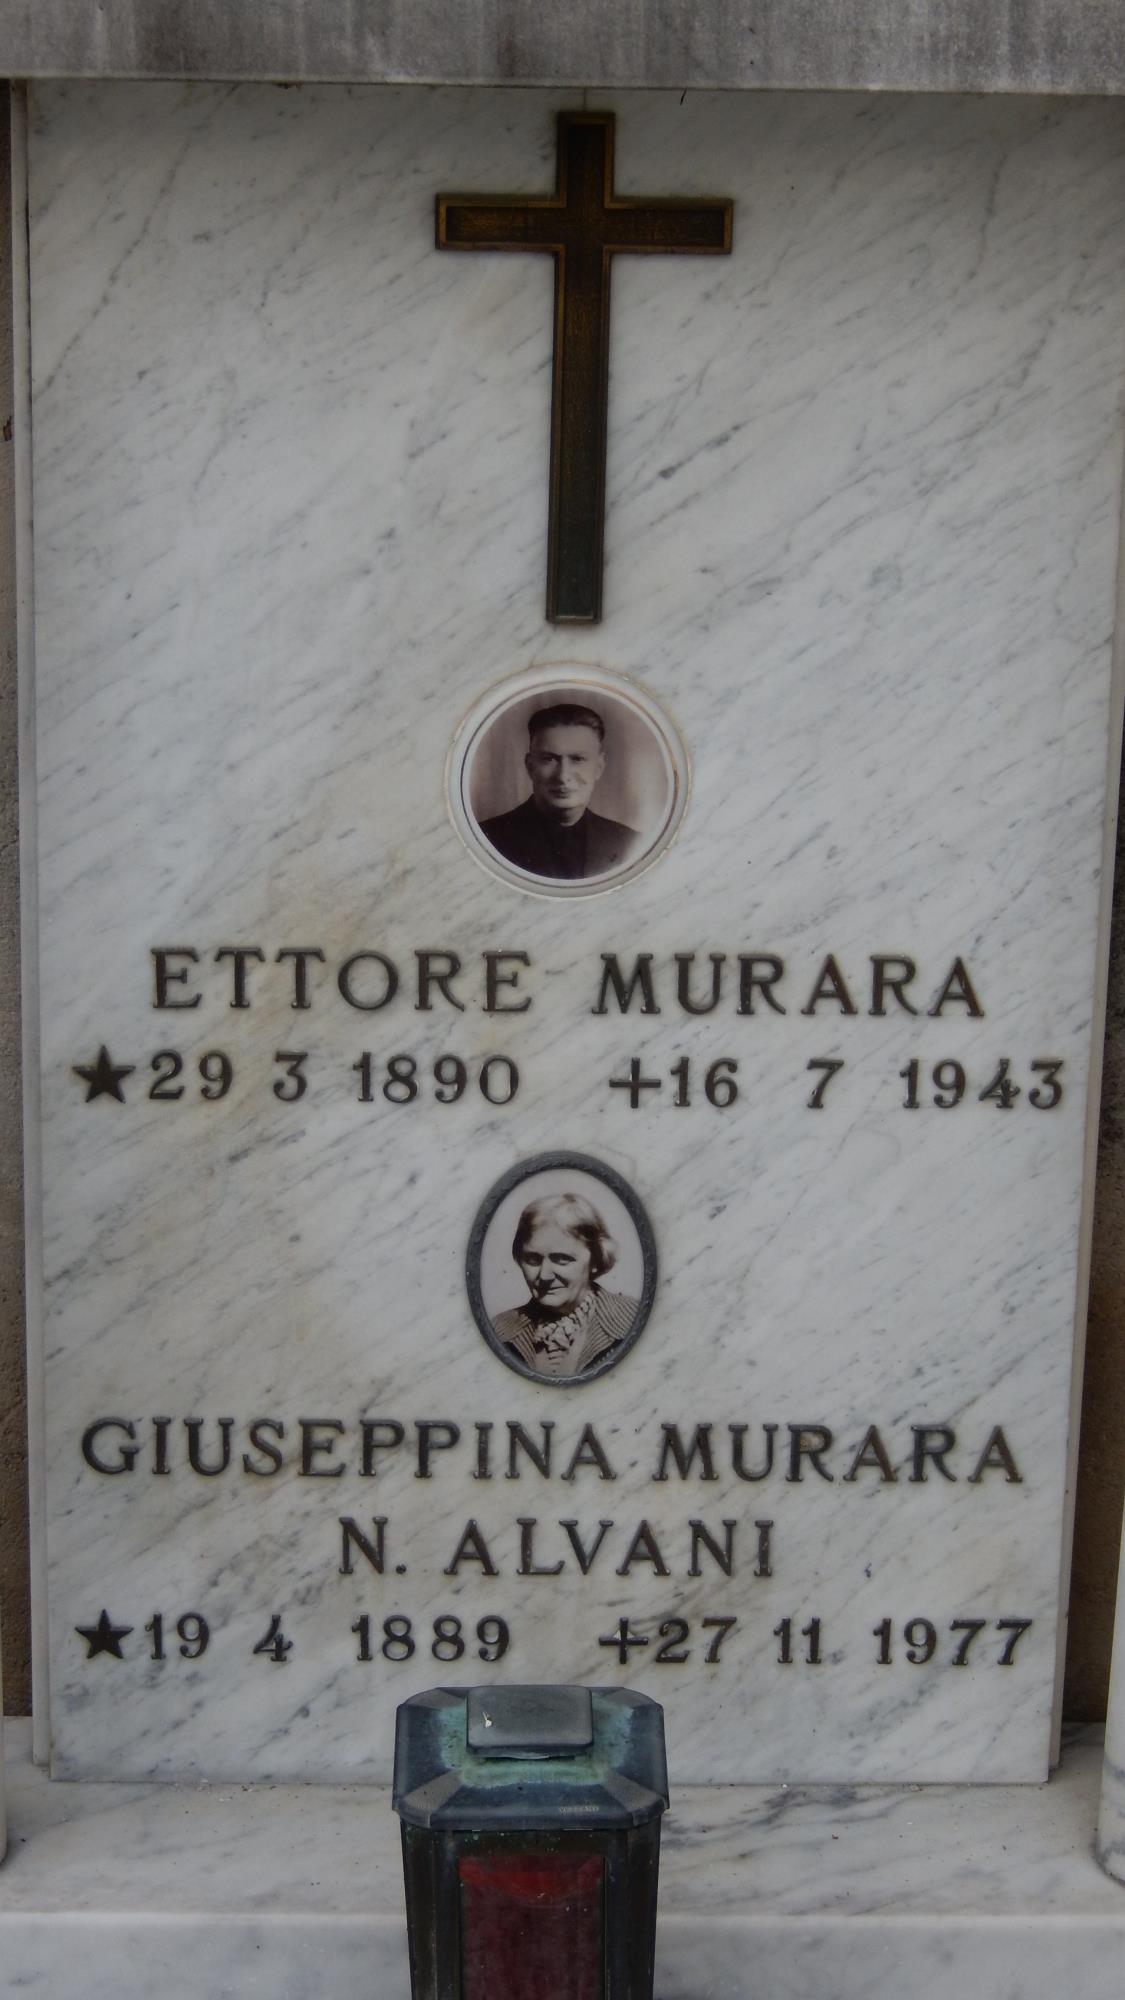 ETTORE MURARA
★29 3 1890 +16 7 1943
GIUSEPPINA MURARA
N. ALVANI
★19 4 1889 +27 11 1977